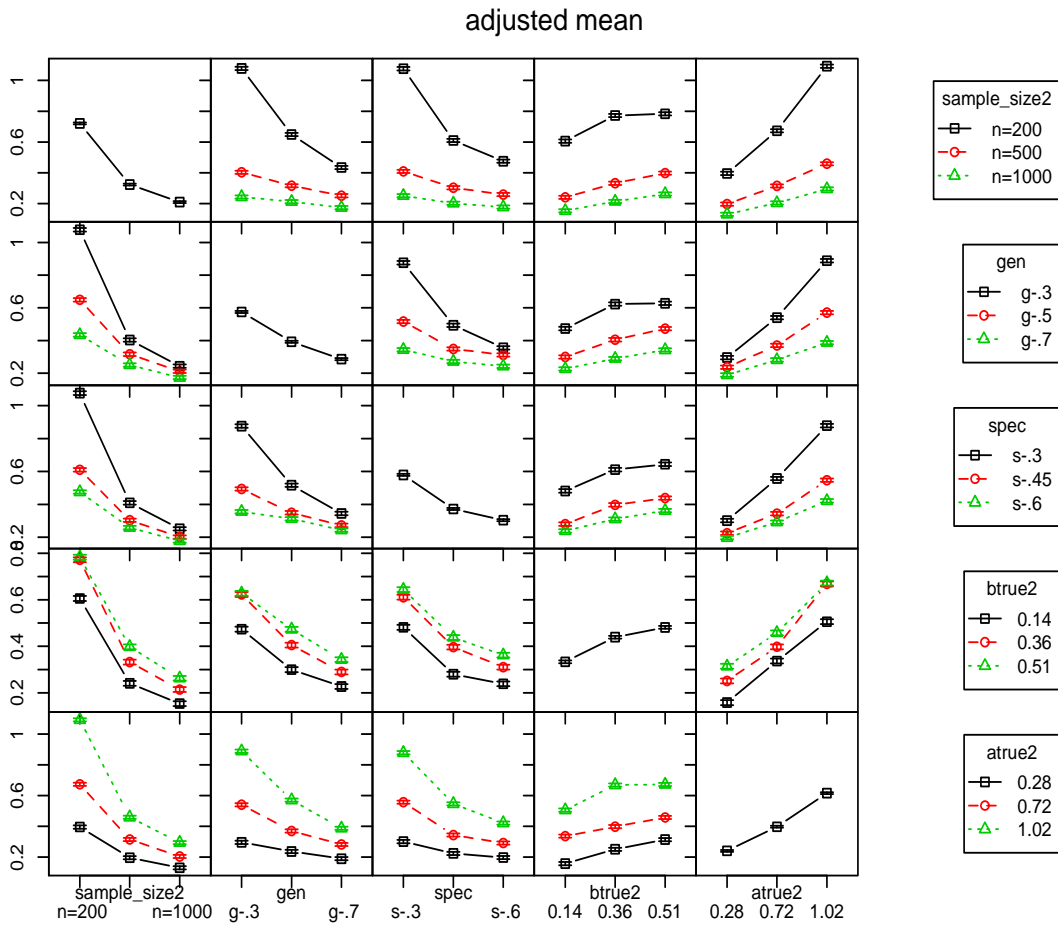 adjusted mean
1
0.6
0.2
sample_size2
n=200
n=500
n=1000
1
0.6
0.2
gen
g-.3
g-.5
g-.7
1
0.6
0.2
spec
s-.3
s-.45
s-.6
0.8
0.4
0.2
btrue2
0.14
0.36
0.51
1
0.6
0.2
atrue2
0.28
0.72
1.02
sample_size2 gen spec btrue2 atrue2
n=200 n=1000 g-.3 g-.7 s-.3 s-.6 0.14 0.36 0.51 0.28 0.72 1.02